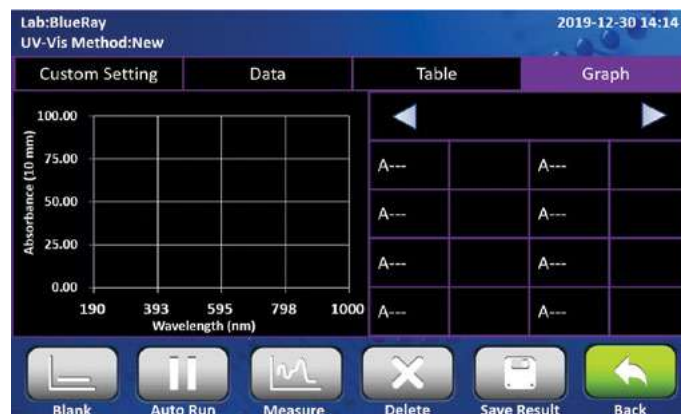 Lab:BlueRay
2019-12-30 14:14
UV-Vis Method:New
Custom Setting
Data
Table
Graph
Absorbance (10 mm)
100.00
75.00
50.00
25.00
0.00
190 393 595 798 1000
Wavelength (nm)
A--- A---
A--- A---
A--- A---
A--- A---
Blank
Auto Run
Measure
Delete
Save Result
Back